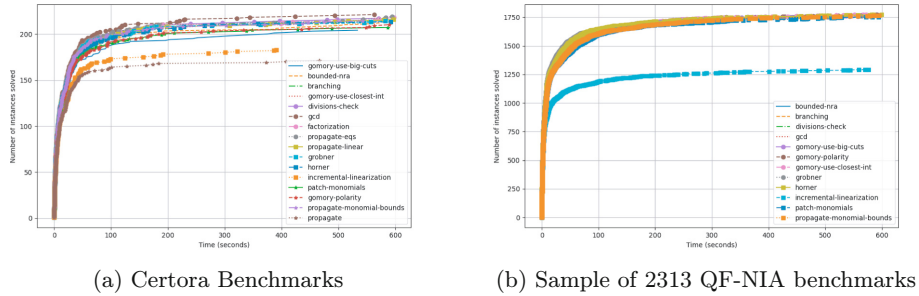 Number of instances solved
200
150
100
50
0
0
100
200
300
400
500
600
Time (seconds)
gomory-use-big-cuts
bounded-nra
branching
gomory-use-closest-int
divisions-check
gcd
factorization
propagate-eqs
propagate-linear
grobner
horner
incremental-linearization
patch-monomials
gomory-polarity
propagate-monomial-bounds
propagate
(a) Certora Benchmarks
Number of instances solved
1750
1500
1250
1000
750
500
250
0
0
100
200
300
400
500
600
Time (seconds)
bounded-nra
branching
divisions-check
gcd
gomory-use-big-cuts
gomory-polarity
gomory-use-closest-int
grobner
horner
incremental-linearization
patch-monomials
propagate-monomial-bounds
(b) Sample of 2313 QF-NIA benchmarks